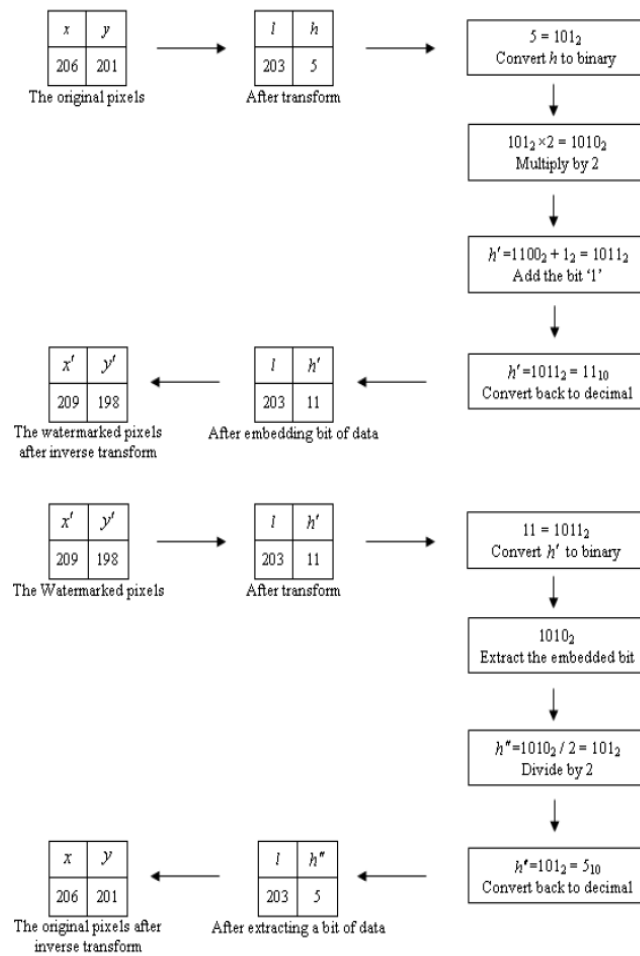 x y
206 201
The original pixels
l h
203 5
After transform
5 = 101₂
Convert h to binary
101₂ ×2 = 1010₂
Multiply by 2
h′ =1100₂ + 1₂ = 1011₂
Add the bit ‘1’
h′ =1011₂ = 11₁₀
Convert back to decimal
l h′
203 11
After embedding bit of data
x′ y′
209 198
The watermarked pixels
after inverse transform
x′ y′
209 198
The Watermarked pixels
l h′
203 11
After transform
11 = 1011₂
Convert h′ to binary
1010₂
Extract the embedded bit
h″=1010₂ / 2 = 101₂
Divide by 2
h″=101₂ = 5₁₀
Convert back to decimal
l h″
203 5
After extracting a bit of data
x y
206 201
The original pixels after
inverse transform